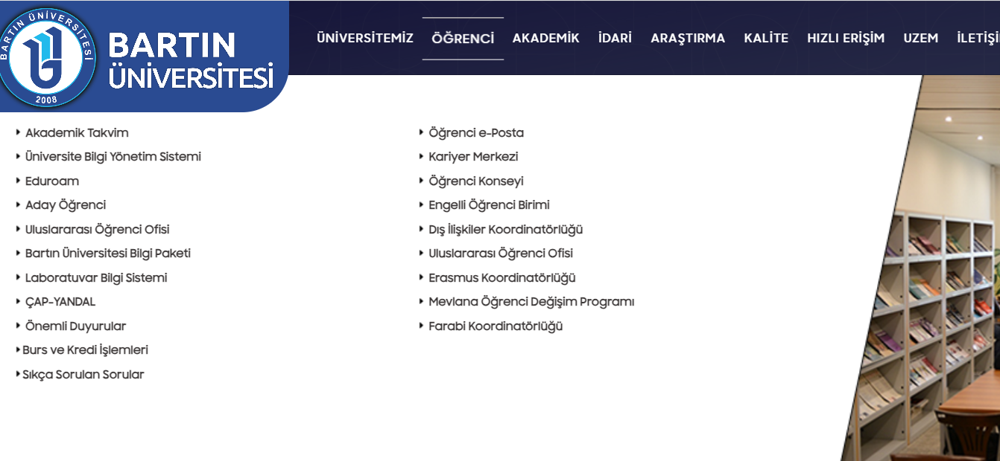 BARTIN ÜNİVERSİTESİ
2008
BARTIN
ÜNİVERSİTESİ
ÜNİVERSİTEMİZ ÖĞRENCİ AKADEMİK İDARİ ARAŞTIRMA KALİTE HIZLI ERİŞİM UZEM
Akademik Takvim
Üniversite Bilgi Yönetim Sistemi
Eduroam
Aday Öğrenci
Uluslararası Öğrenci Ofisi
Bartın Üniversitesi Bilgi Paketi
Laboratuvar Bilgi Sistemi
ÇAP-YANDAL
Önemli Duyurular
Burs ve Kredi İşlemleri
Sıkça Sorulan Sorular
Öğrenci e-Posta
Kariyer Merkezi
Öğrenci Konseyi
Engelli Öğrenci Birimi
Dış İlişkiler Koordinatörlüğü
Uluslararası Öğrenci Ofisi
Erasmus Koordinatörlüğü
Mevlana Öğrenci Değişim Programı
Farabi Koordinatörlüğü